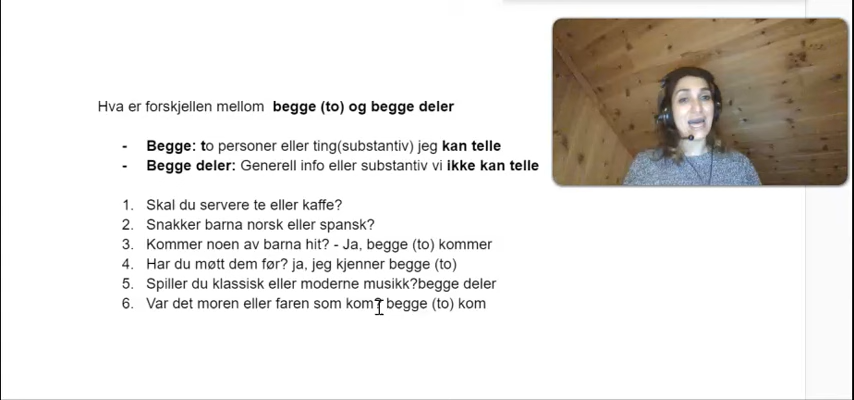 Hva er forskjellen mellom begge (to) og begge deler
- Begge: to personer eller ting(substantiv) jeg kan telle
- Begge deler: Generell info eller substantiv vi ikke kan telle
1. Skal du servere te eller kaffe?
2. Snakker barna norsk eller spansk?
3. Kommer noen av barna hit? - Ja, begge (to) kommer
4. Har du møtt dem før? ja, jeg kjenner begge (to)
5. Spiller du klassisk eller moderne musikk?begge deler
6. Var det moren eller faren som kom? begge (to) kom